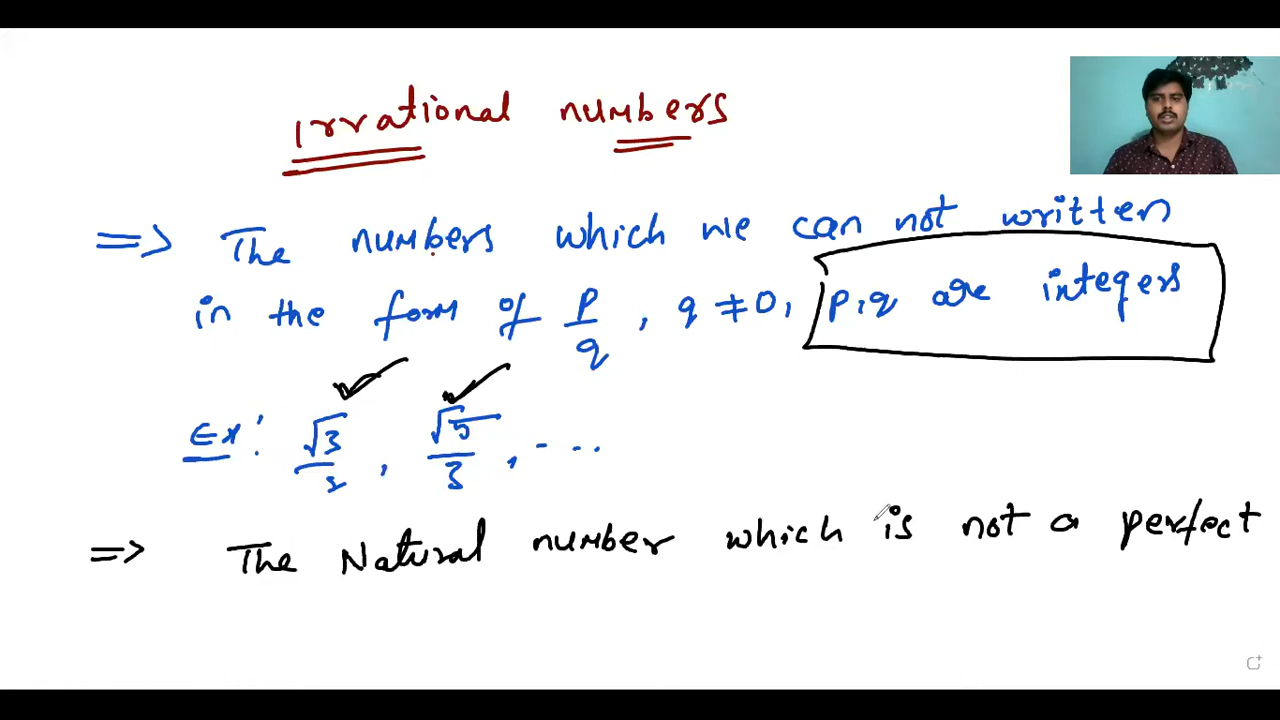 Irrational numbers
=> The numbers which we can not written
in the form of p/q, q ≠ 0, p,q are integers
Ex: √3/2, √5/3, - ...
=> The Natural number which is not a perfect